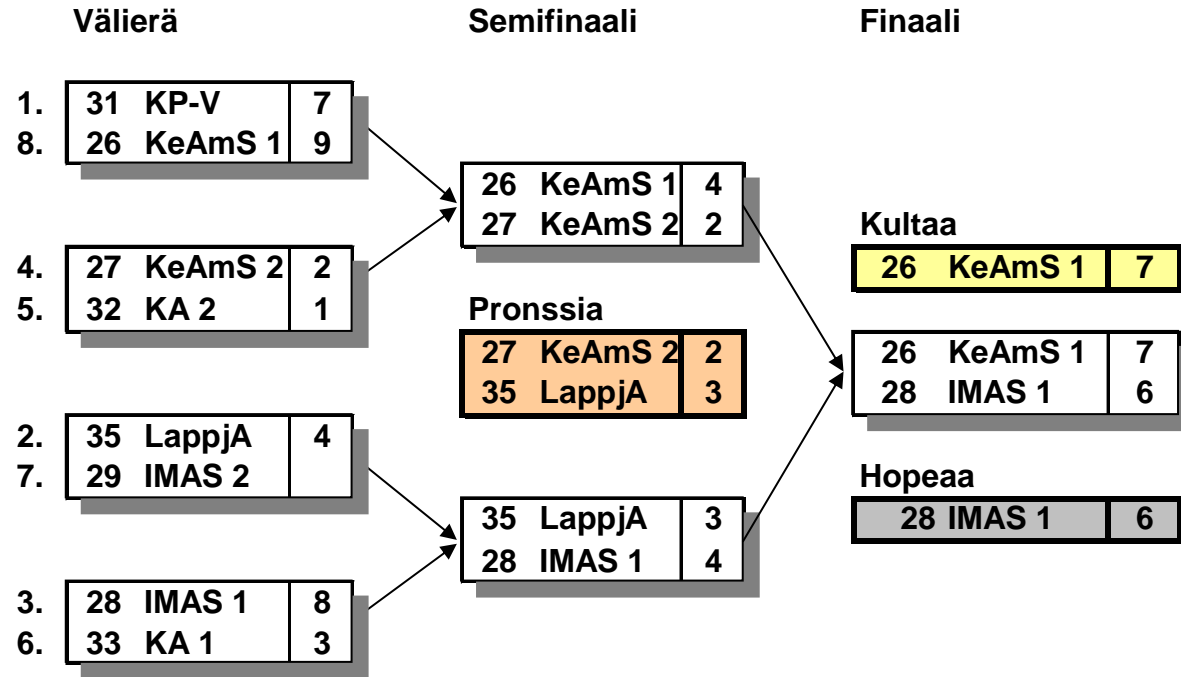 Välierä
Semifinaali
Finaali
1. 31 KP-V 7
8. 26 KeAmS 1 9
26 KeAmS 1 4
27 KeAmS 2 2
Kultaa
26 KeAmS 1 7
4. 27 KeAmS 2 2
5. 32 KA 2 1
Pronssia
27 KeAmS 2 2
35 LappjA 3
26 KeAmS 1 7
28 IMAS 1 6
2. 35 LappjA 4
7. 29 IMAS 2
Hopeaa
28 IMAS 1 6
35 LappjA 3
28 IMAS 1 4
3. 28 IMAS 1 8
6. 33 KA 1 3